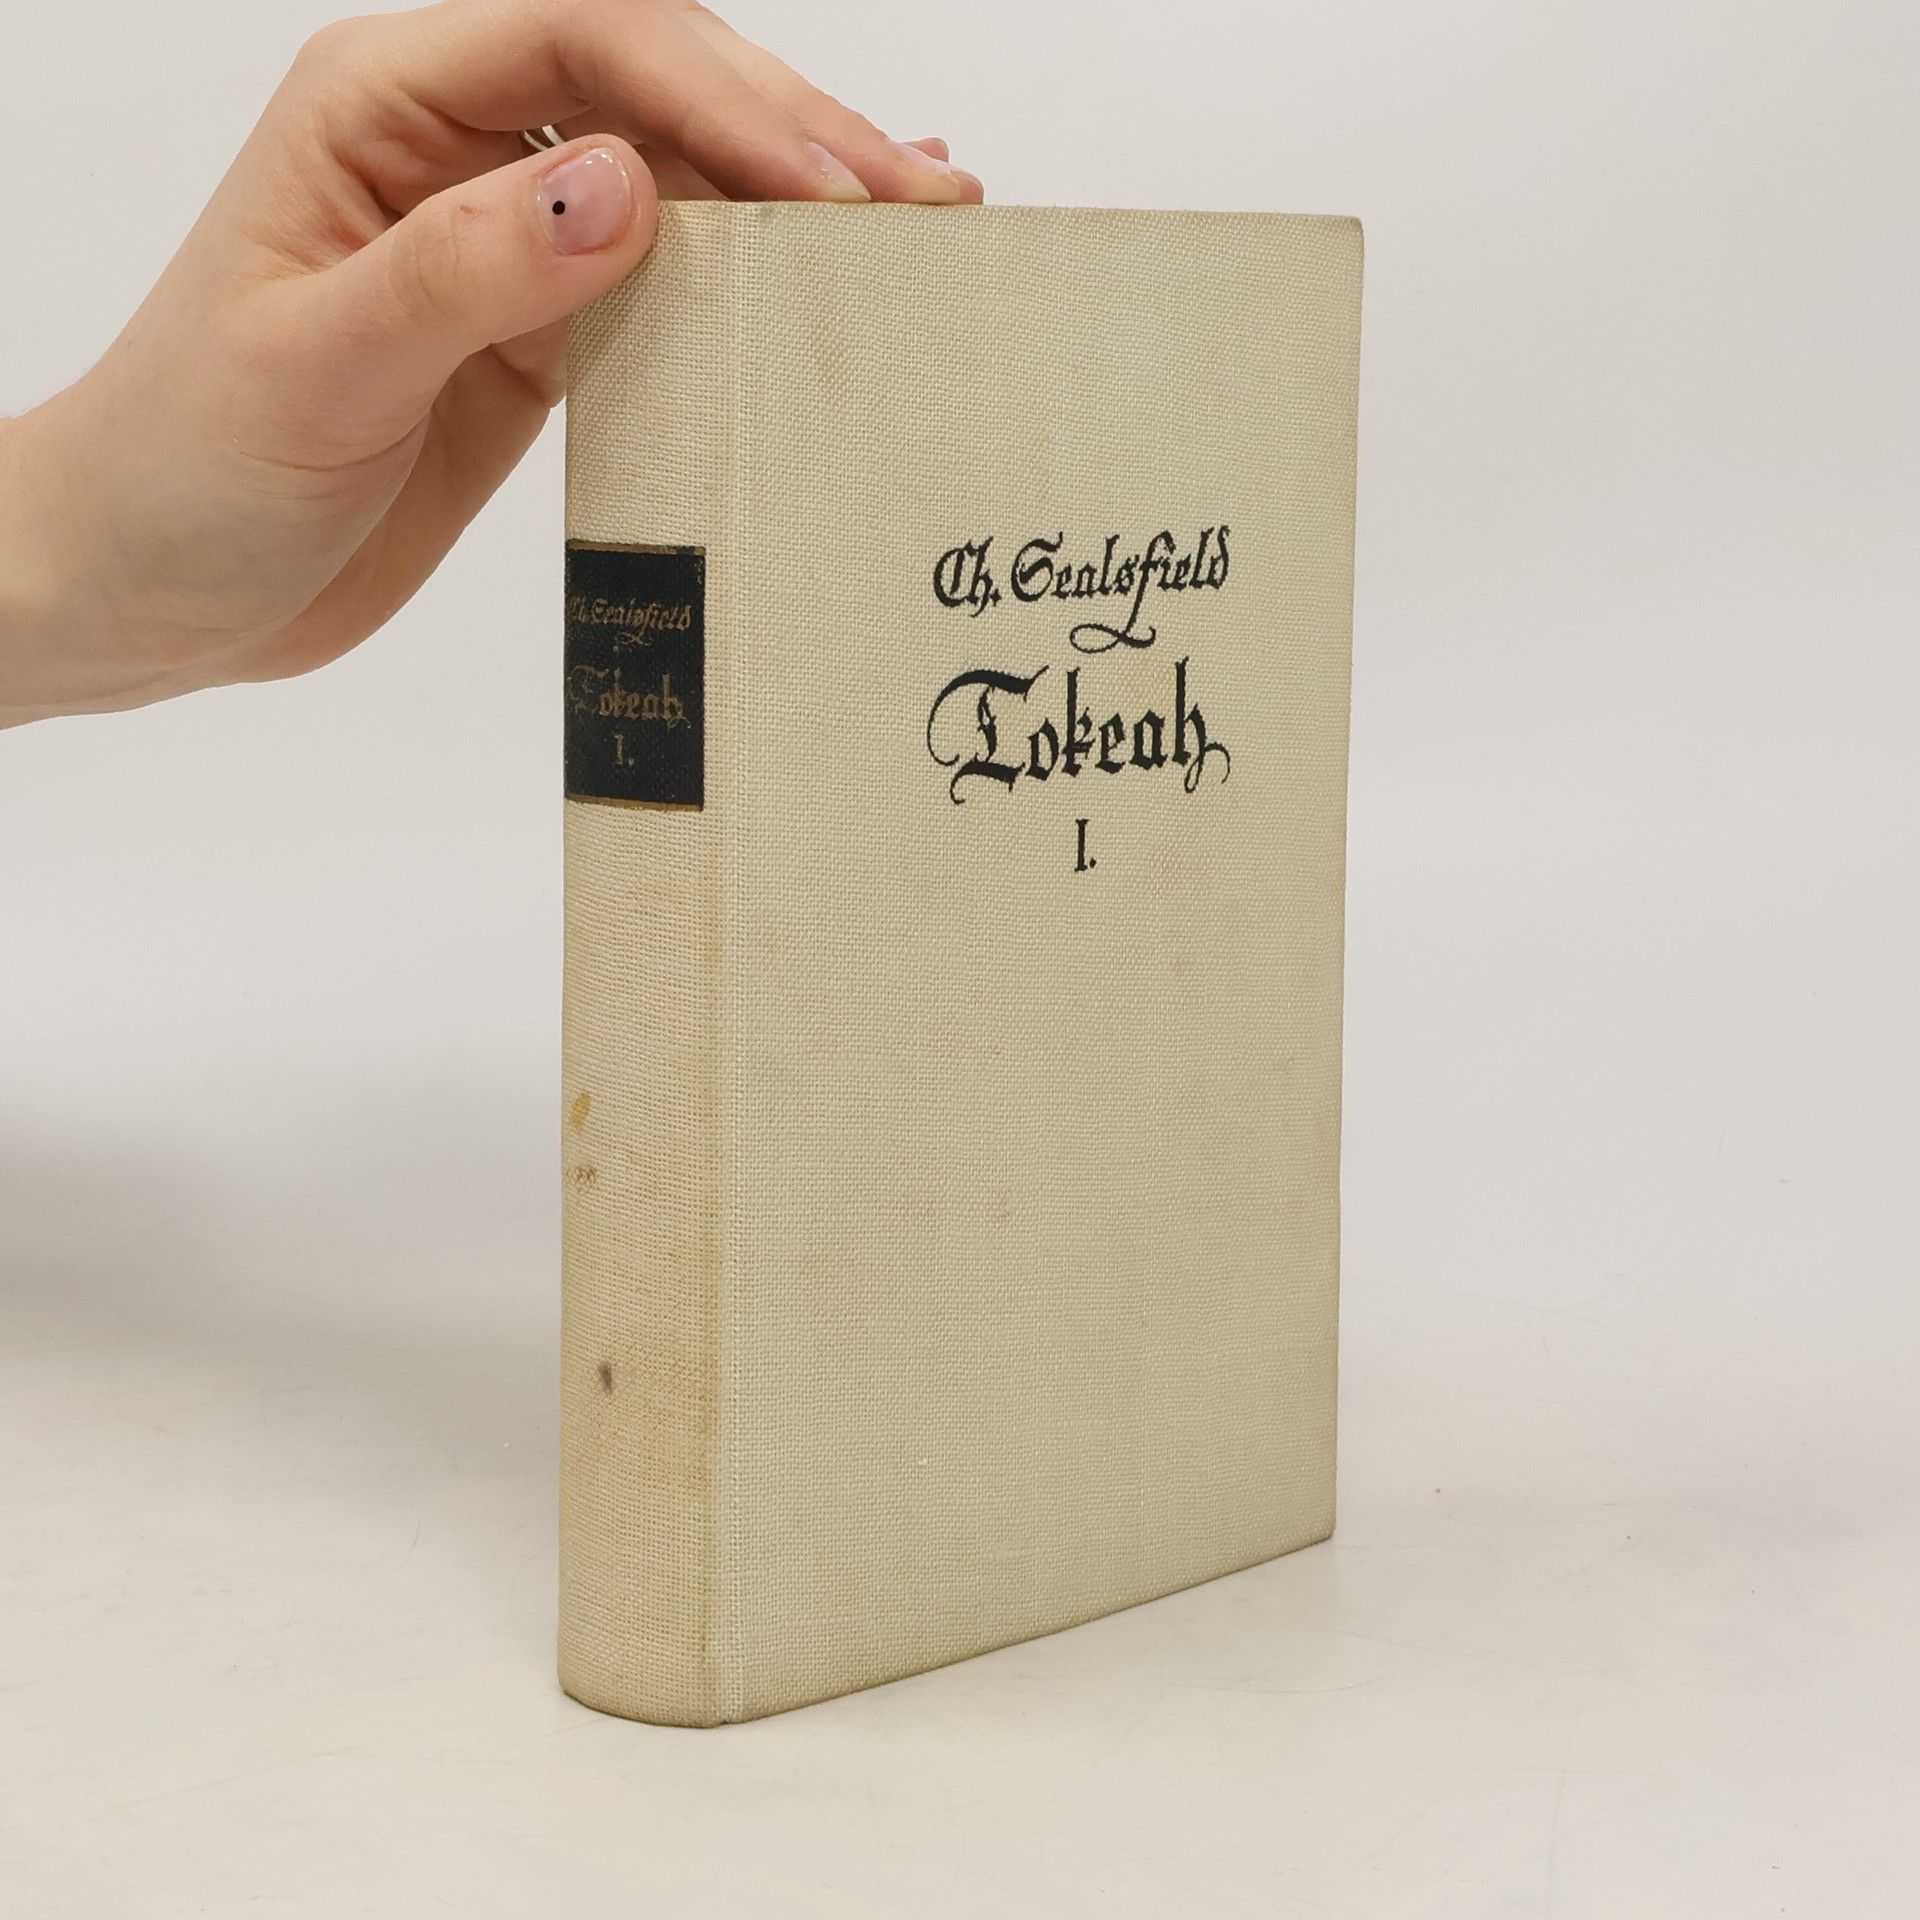 Ch. Sealsfield
Tokeah
I.
Ch. Sealsfield
Tokeah
I.